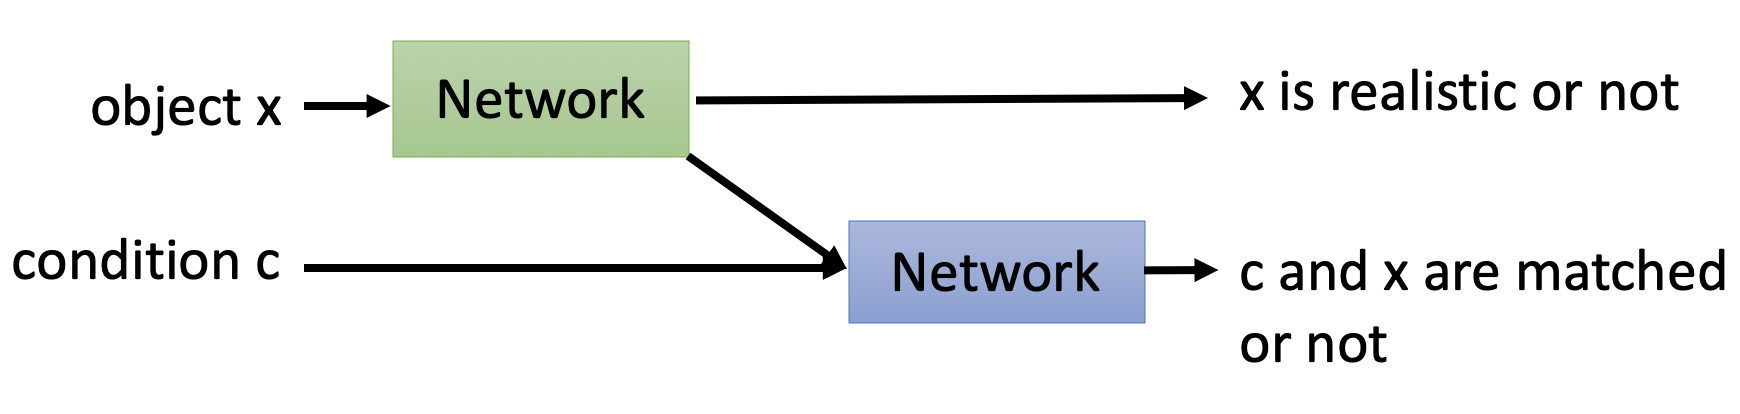 object x
Network
x is realistic or not
condition c
Network
c and x are matched
or not